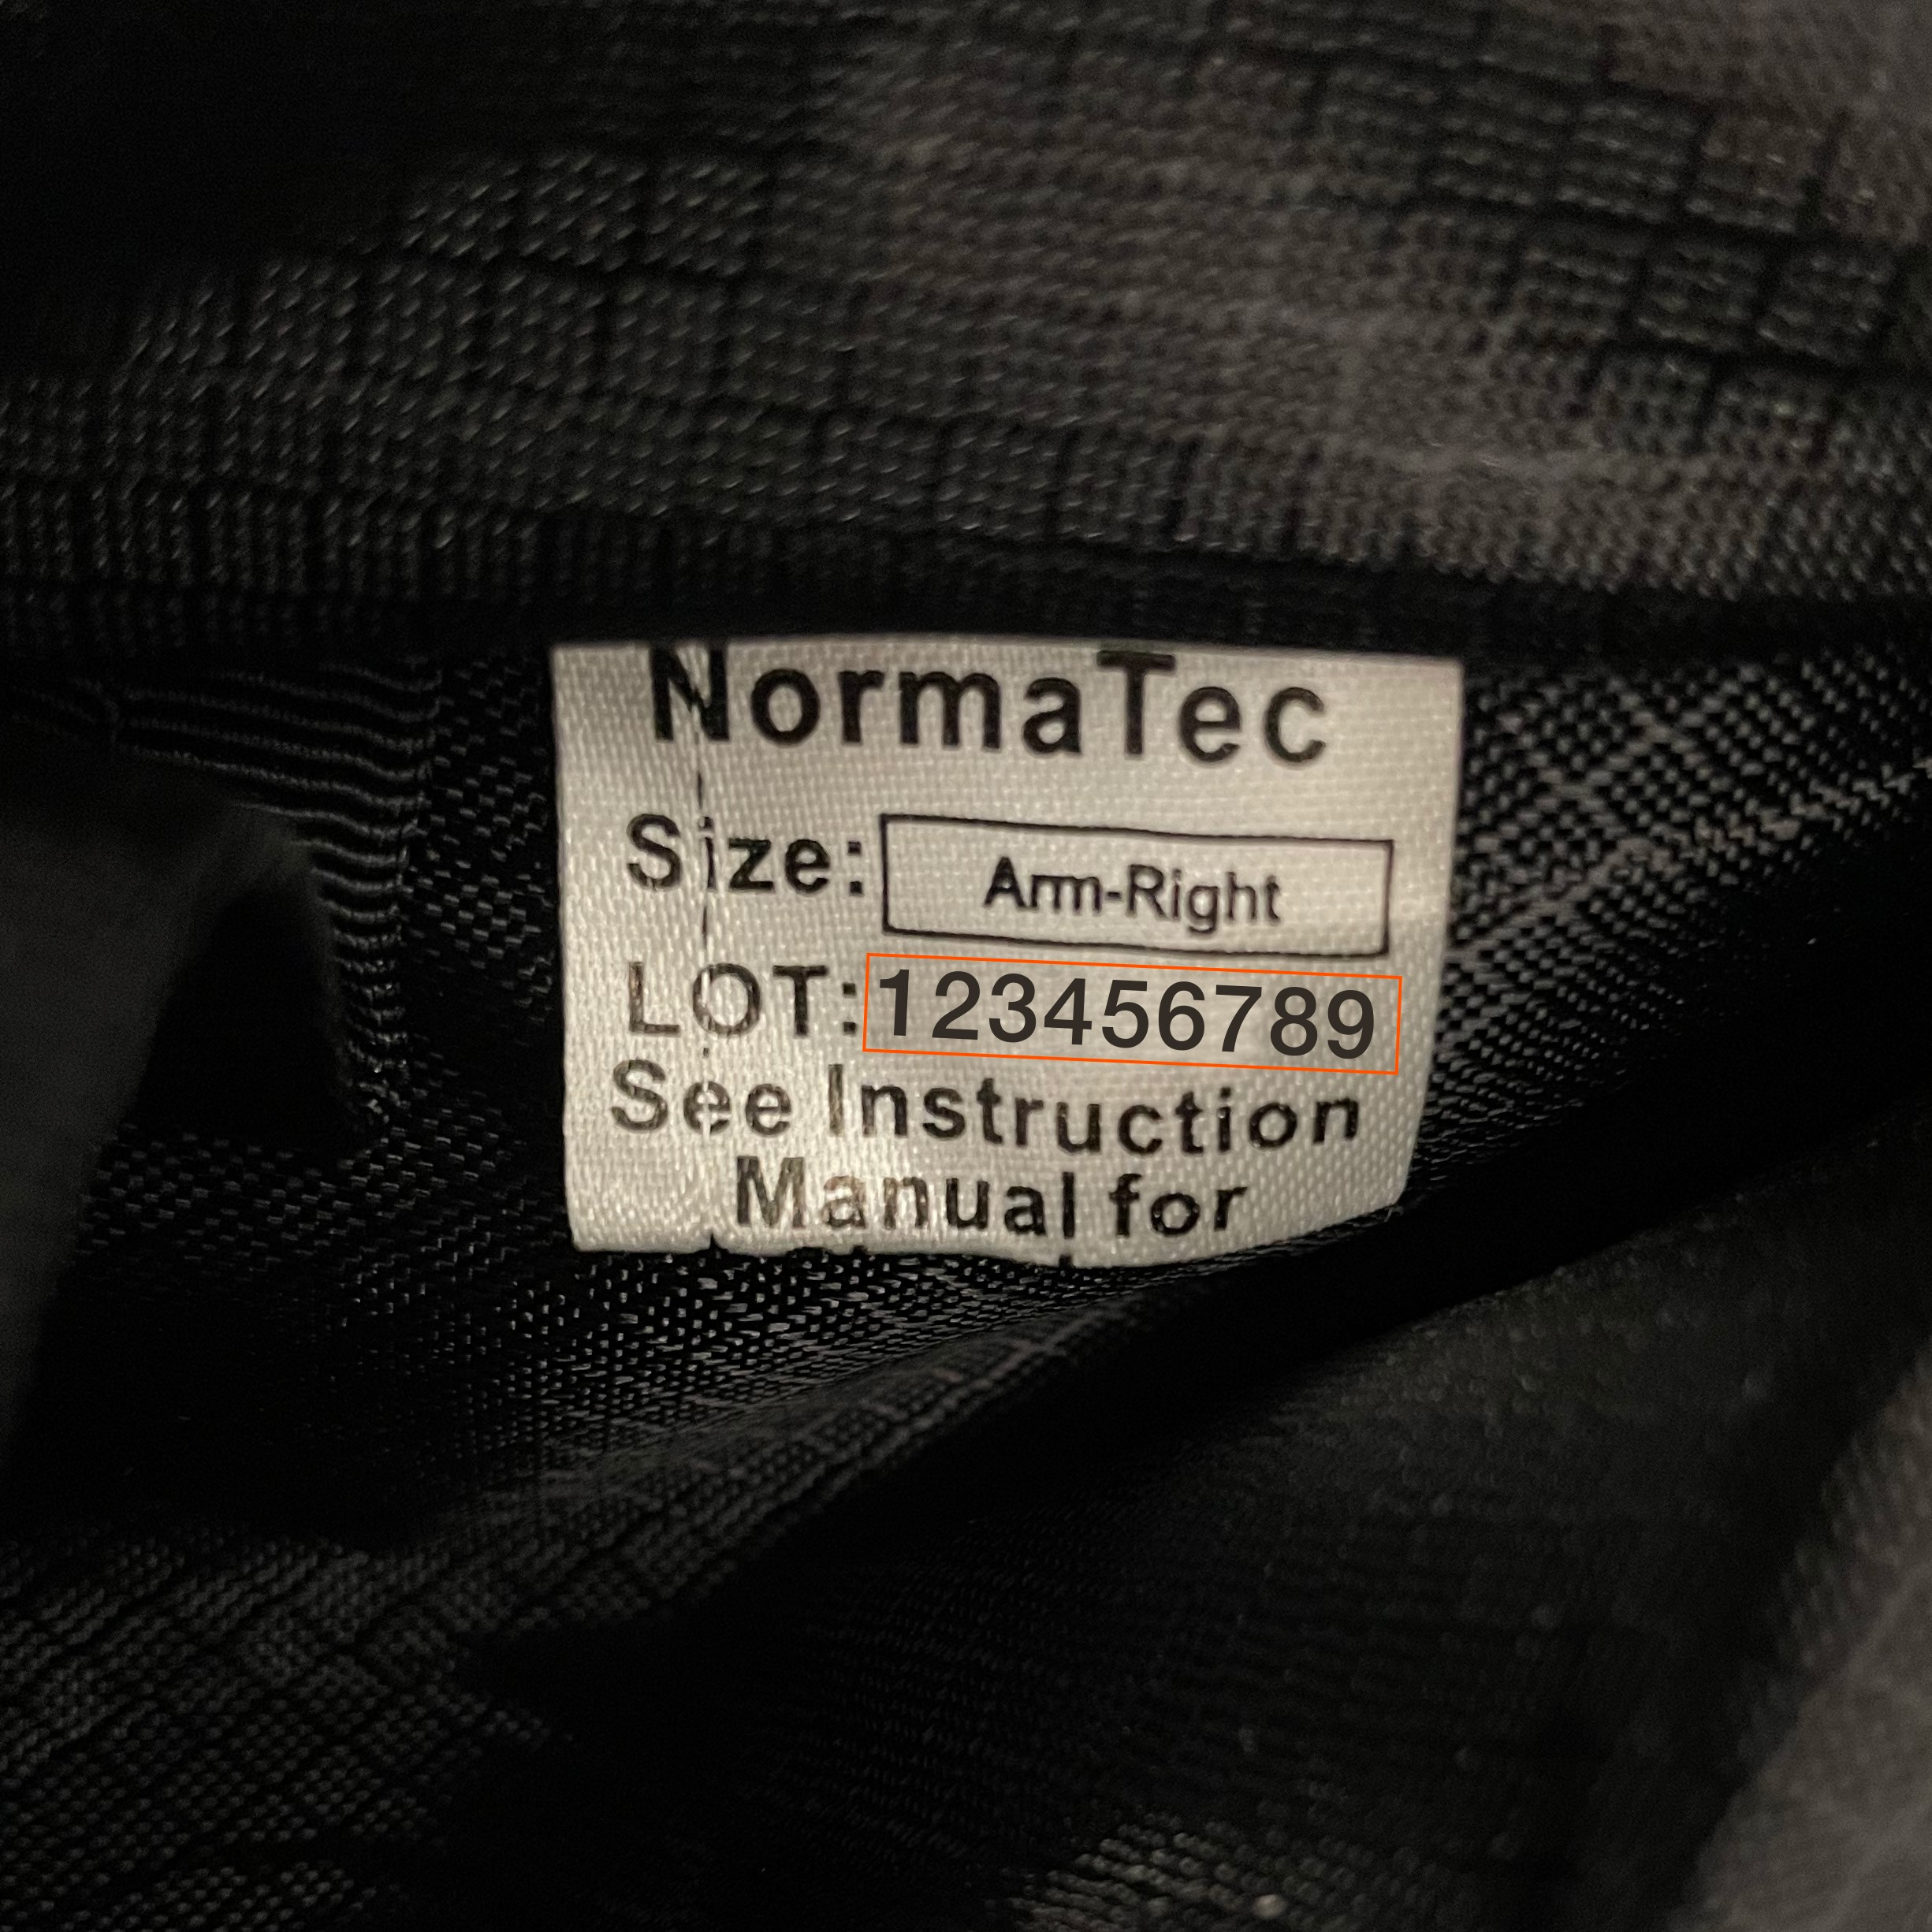 NormaTec
Size: Arm-Right
LOT: 123456789
See Instruction
Manual for